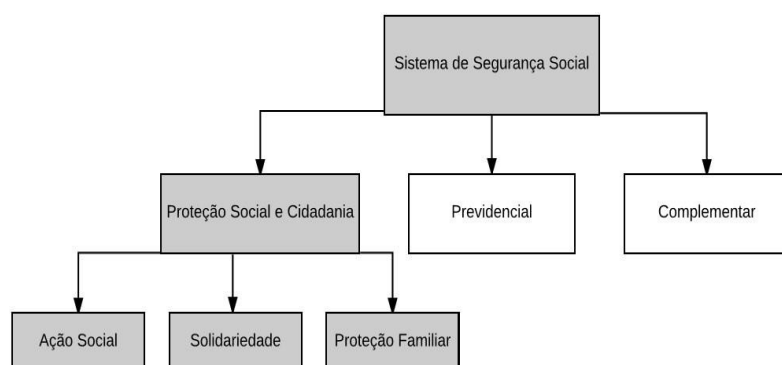 Sistema de Segurança Social
Proteção Social e Cidadania
Previdencial
Complementar
Ação Social
Solidariedade
Proteção Familiar